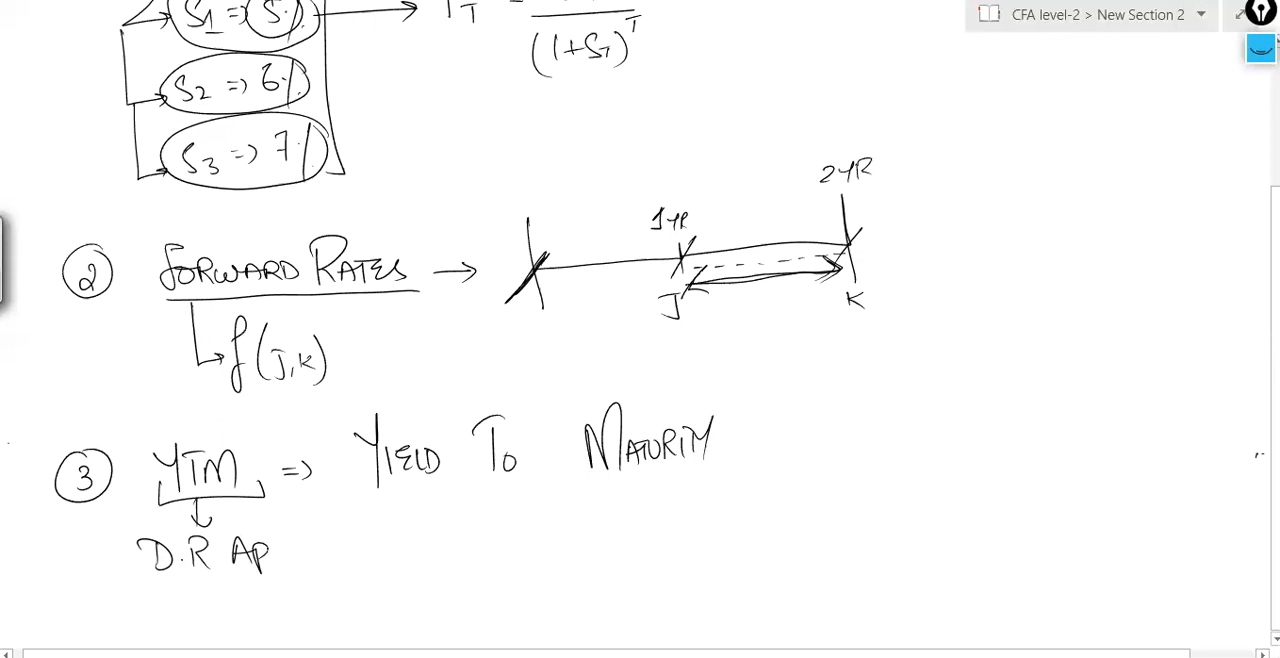 CFA level-2 > New Section 2
S1 => 5%
(1+ST)^T
S2 => 6%
S3 => 7%
2YR
1YR
② FORWARD RATES →
J K
f(J,K)
③ YTM => YIELD TO MATURITY
D.R AP